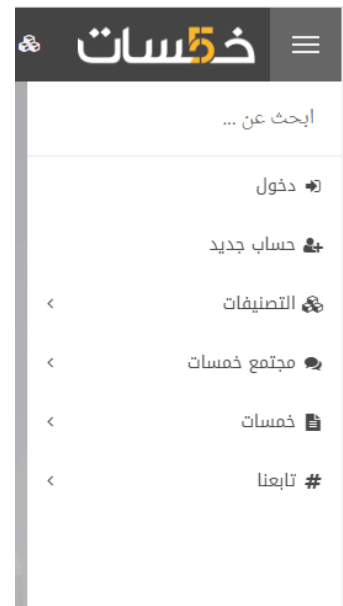 خمسات
ابحث عن ...
دخول
حساب جديد
التصنيفات
مجتمع خمسات
خمسات
# تابعنا